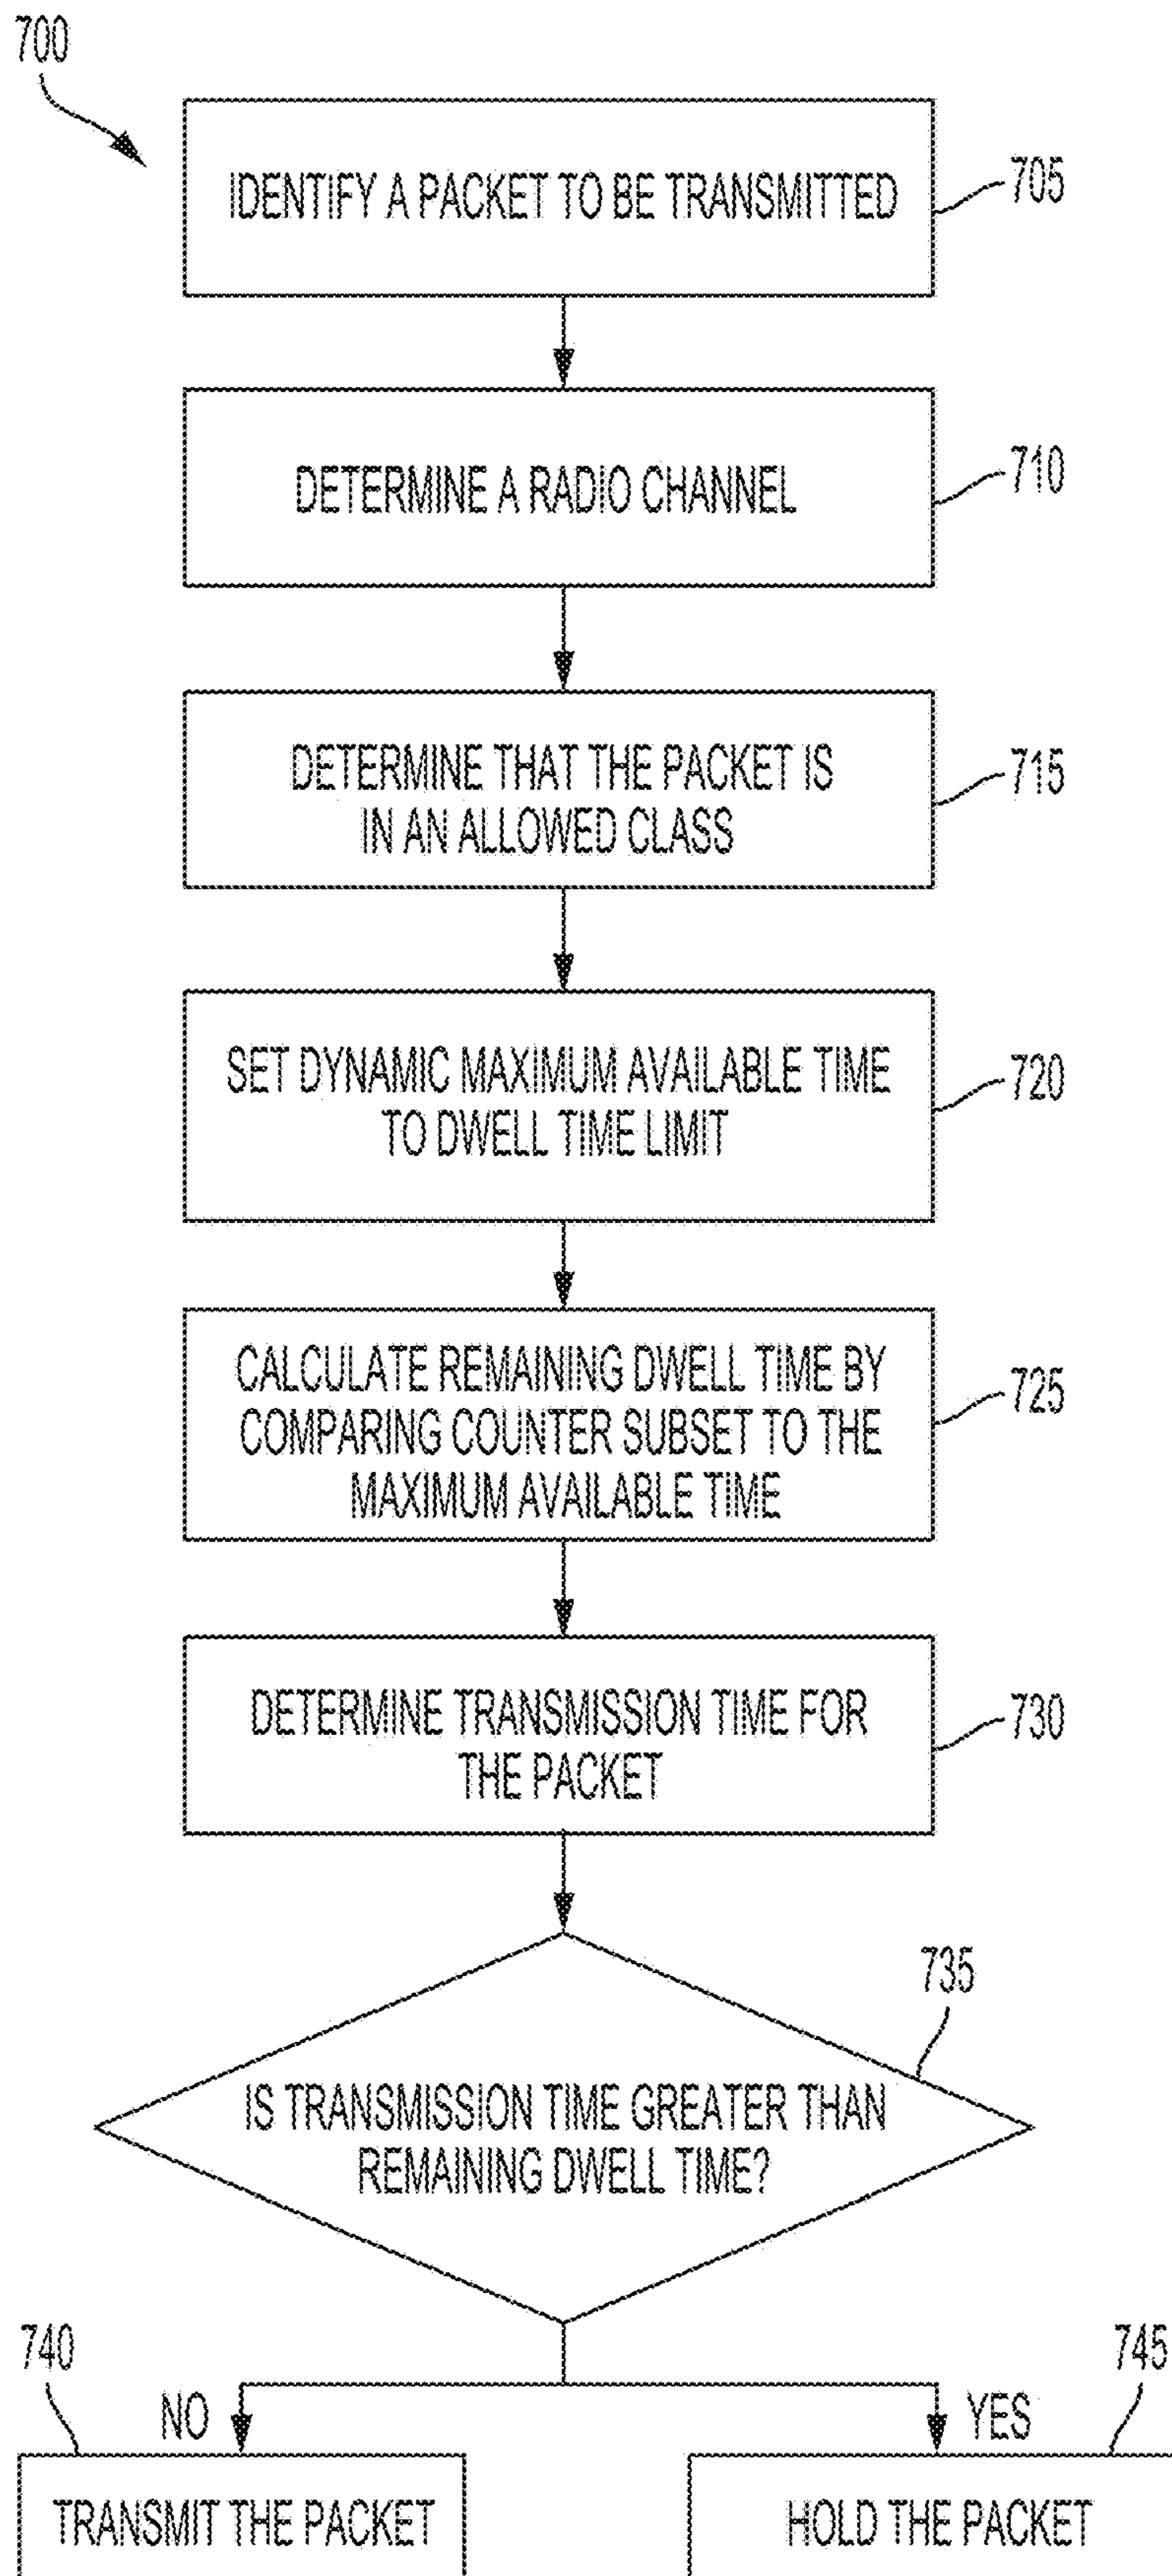 700
IDENTIFY A PACKET TO BE TRANSMITTED
705
DETERMINE A RADIO CHANNEL
710
DETERMINE THAT THE PACKET IS
IN AN ALLOWED CLASS
715
SET DYNAMIC MAXIMUM AVAILABLE TIME
TO DWELL TIME LIMIT
720
CALCULATE REMAINING DWELL TIME BY
COMPARING COUNTER SUBSET TO THE
MAXIMUM AVAILABLE TIME
725
DETERMINE TRANSMISSION TIME FOR
THE PACKET
730
735
IS TRANSMISSION TIME GREATER THAN
REMAINING DWELL TIME?
740
745
NO
YES
TRANSMIT THE PACKET
HOLD THE PACKET